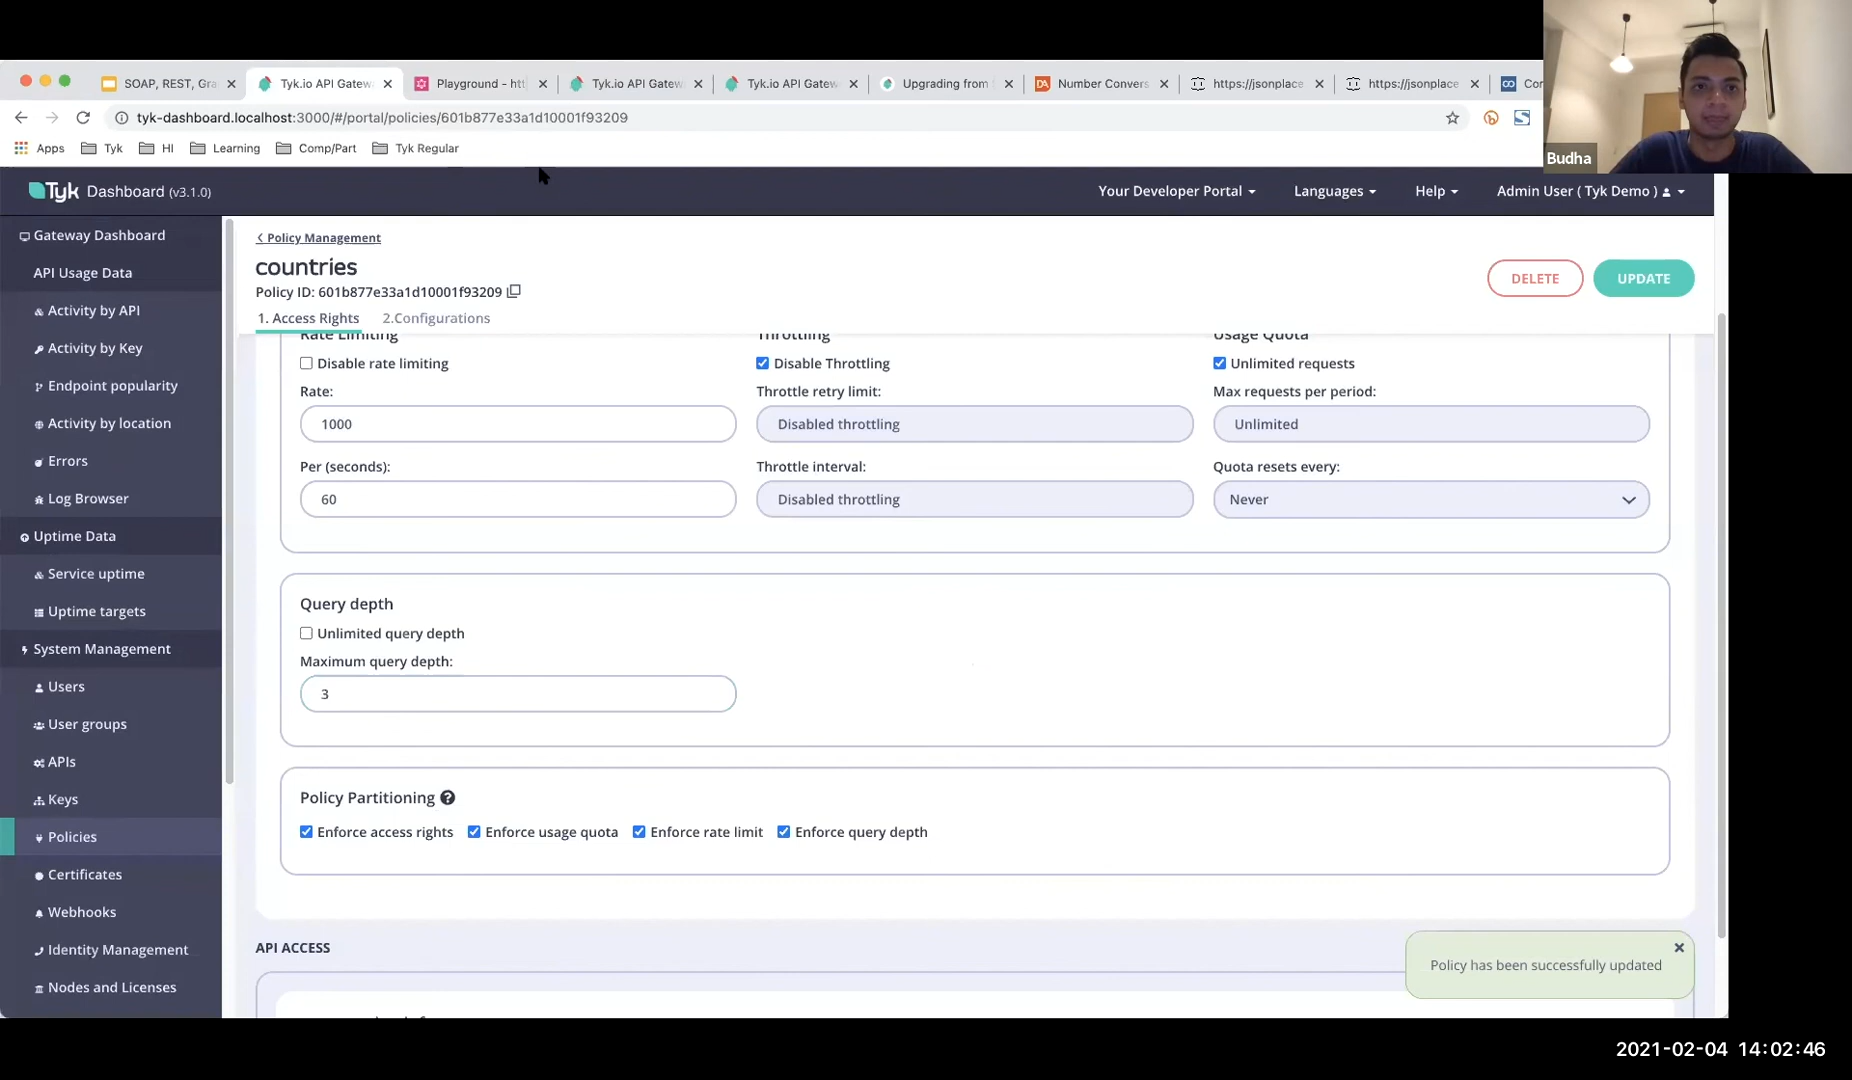 SOAP, REST, Gra
Tyk.io API Gatew
Playground - htt
Tyk.io API Gatew
Tyk.io API Gatew
Upgrading from
Number Convers
https://jsonplace
https://jsonplace
Con
tyk-dashboard.localhost:3000/#/portal/policies/601b877e33a1d10001f93209
Apps
Tyk
HI
Learning
Comp/Part
Tyk Regular
Budha
Tyk Dashboard (v3.1.0)
Your Developer Portal
Languages
Help
Admin User ( Tyk Demo )
Gateway Dashboard
API Usage Data
Activity by API
Activity by Key
Endpoint popularity
Activity by location
Errors
Log Browser
Uptime Data
Service uptime
Uptime targets
System Management
Users
User groups
APIs
Keys
Policies
Certificates
Webhooks
Identity Management
Nodes and Licenses
Policy Management
countries
Policy ID: 601b877e33a1d10001f93209
DELETE
UPDATE
1. Access Rights
2.Configurations
Rate Limiting
Throttling
Usage Quota
Disable rate limiting
Disable Throttling
Unlimited requests
Rate:
Throttle retry limit:
Max requests per period:
1000
Disabled throttling
Unlimited
Per (seconds):
Throttle interval:
Quota resets every:
60
Disabled throttling
Never
Query depth
Unlimited query depth
Maximum query depth:
3
Policy Partitioning
Enforce access rights
Enforce usage quota
Enforce rate limit
Enforce query depth
API ACCESS
Policy has been successfully updated
2021-02-04 14:02:46